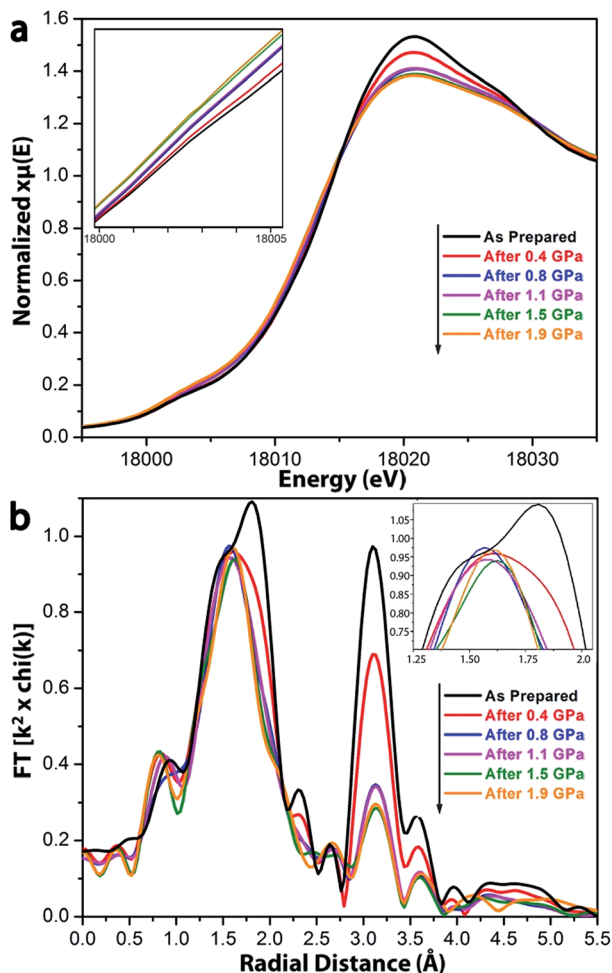 a
1.6
1.4
1.2
1.0
0.8
0.6
0.4
0.2
0.0
Normalized xµ(E)
18000
18005
As Prepared
After 0.4 GPa
After 0.8 GPa
After 1.1 GPa
After 1.5 GPa
After 1.9 GPa
18000
18010
18020
18030
Energy (eV)
b
1.0
0.8
0.6
0.4
0.2
0.0
FT [k² x chi(k)]
1.05
1.00
0.95
0.90
0.85
0.80
0.75
1.25
1.50
1.75
2.0
As Prepared
After 0.4 GPa
After 0.8 GPa
After 1.1 GPa
After 1.5 GPa
After 1.9 GPa
0.0
0.5
1.0
1.5
2.0
2.5
3.0
3.5
4.0
4.5
5.0
5.5
Radial Distance (Å)